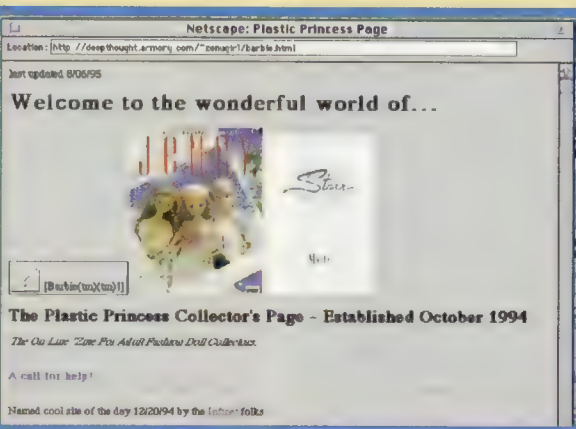 Netscape: Plastic Princess Page
Location: http://deepthought.armory.com/~zenugirl/barbie.html
last updated 8/06/95
Welcome to the wonderful world of...
JENNY
[Barbie(tm)(tm)!]
The Plastic Princess Collector's Page - Established October 1994
The On Line 'Zine For Adult Fashion Doll Collectors.
A call for help!
Named cool site of the day 12/20/94 by the Infinet folks